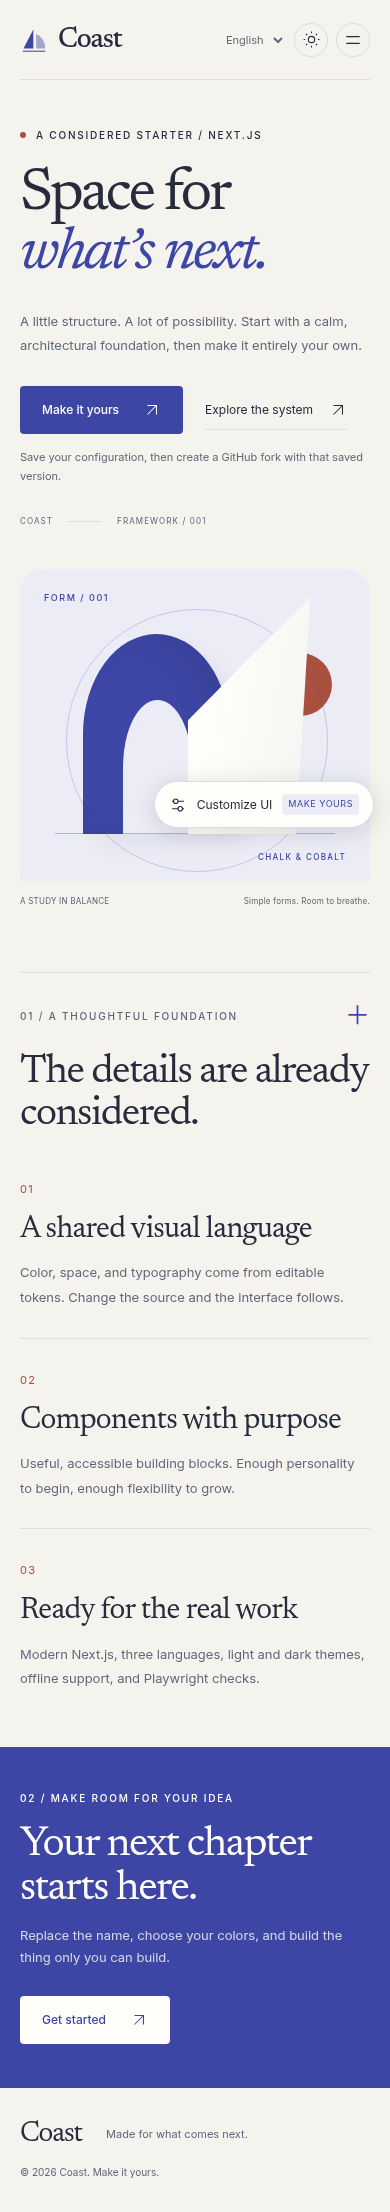 Coast
English
A CONSIDERED STARTER / NEXT.JS
Space for
what’s next.
A little structure. A lot of possibility. Start with a calm,
architectural foundation, then make it entirely your own.
Make it yours
Explore the system
Save your configuration, then create a GitHub fork with that saved
version.
COAST
FRAMEWORK / 001
FORM / 001
Customize UI
MAKE YOURS
CHALK & COBALT
A STUDY IN BALANCE
Simple forms. Room to breathe.
01 / A THOUGHTFUL FOUNDATION
The details are already
considered.
01
A shared visual language
Color, space, and typography come from editable
tokens. Change the source and the interface follows.
02
Components with purpose
Useful, accessible building blocks. Enough personality
to begin, enough flexibility to grow.
03
Ready for the real work
Modern Next.js, three languages, light and dark themes,
offline support, and Playwright checks.
02 / MAKE ROOM FOR YOUR IDEA
Your next chapter
starts here.
Replace the name, choose your colors, and build the
thing only you can build.
Get started
Coast
Made for what comes next.
© 2026 Coast. Make it yours.